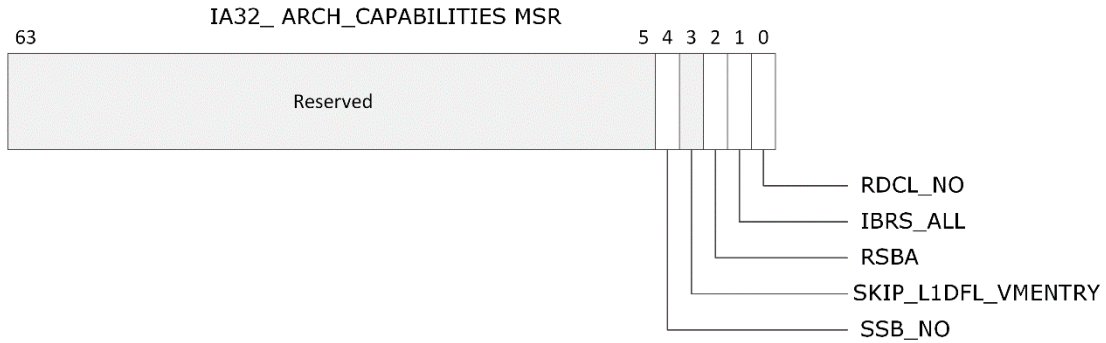 IA32_ ARCH_CAPABILITIES MSR
63 5 4 3 2 1 0
Reserved
RDCL_NO
IBRS_ALL
RSBA
SKIP_L1DFL_VMENTRY
SSB_NO